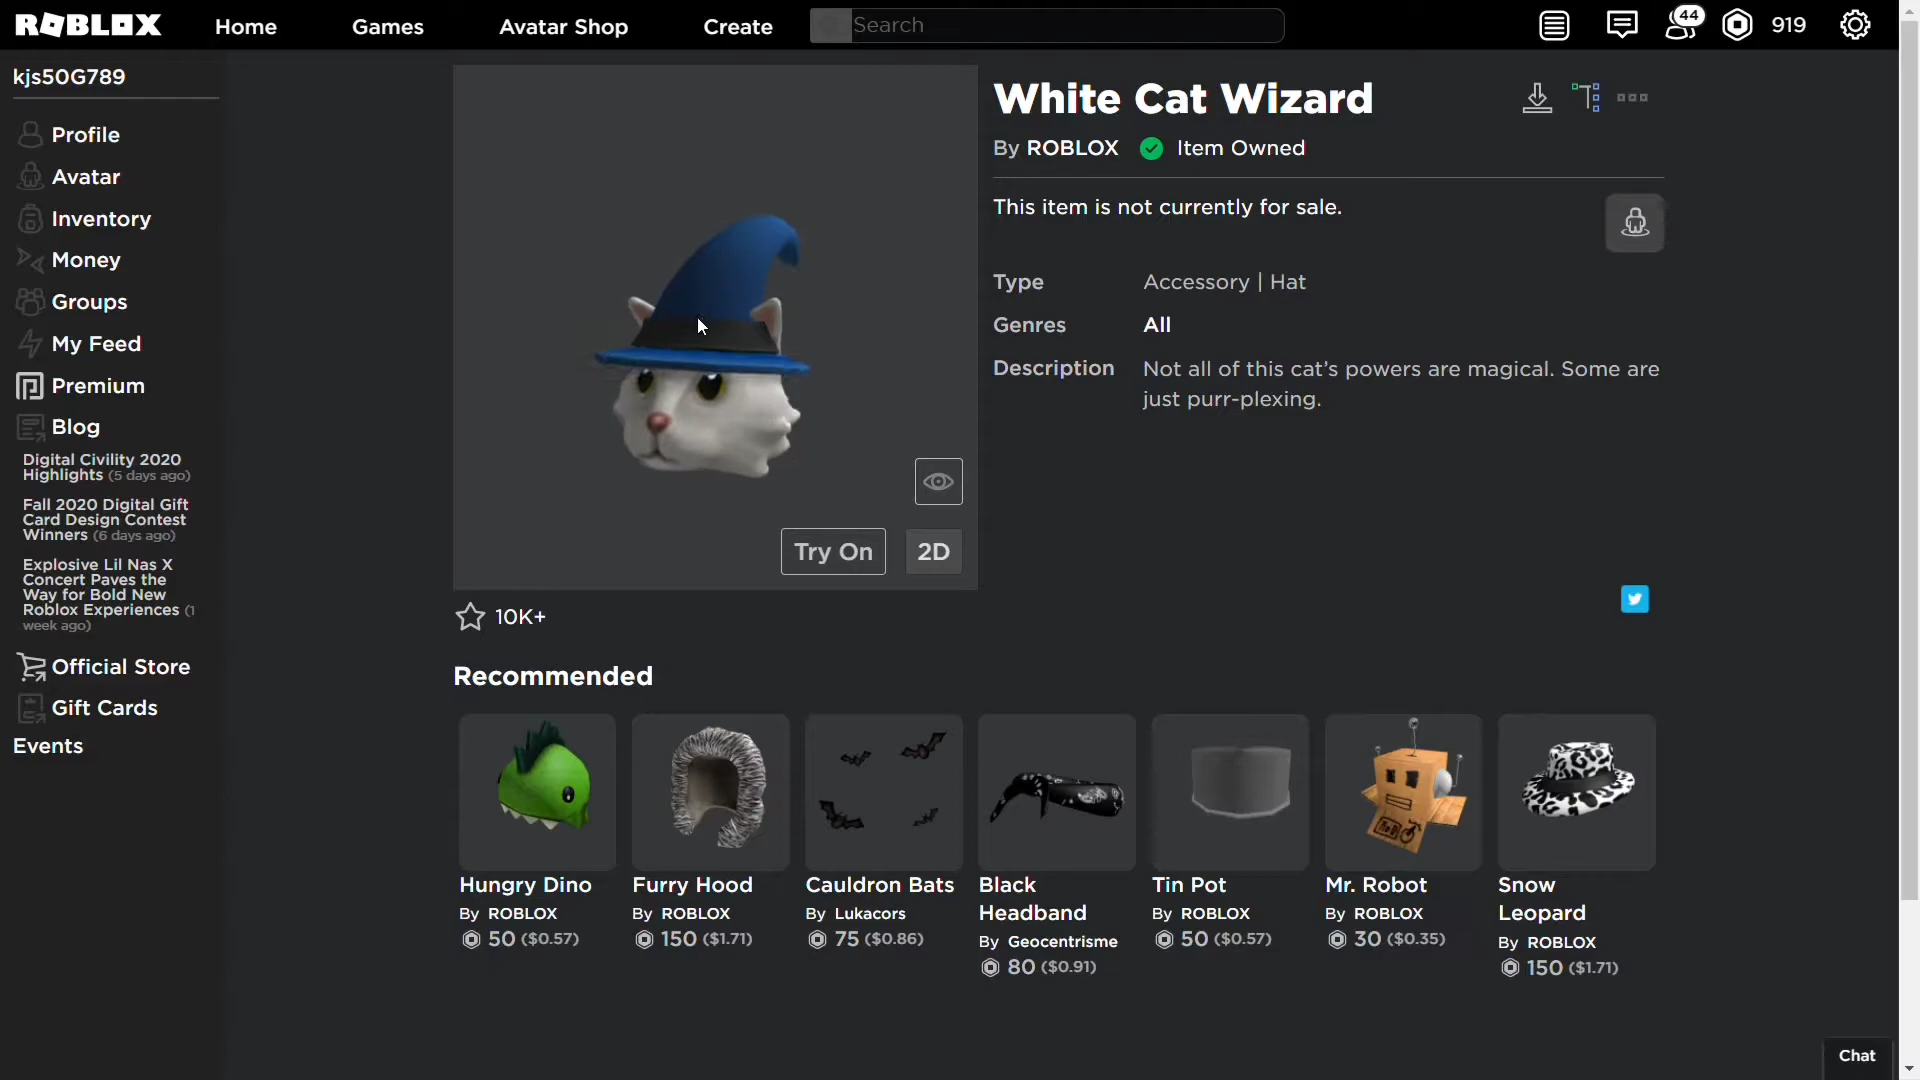 ROBLOX
Home
Games
Avatar Shop
Create
Search
44
919
kjs50G789
Profile
Avatar
Inventory
Money
Groups
My Feed
Premium
Blog
Digital Civility 2020
Highlights (5 days ago)
Fall 2020 Digital Gift
Card Design Contest
Winners (6 days ago)
Explosive Lil Nas X
Concert Paves the
Way for Bold New
Roblox Experiences (1
week ago)
Official Store
Gift Cards
Events
White Cat Wizard
By ROBLOX Item Owned
This item is not currently for sale.
Type Accessory | Hat
Genres All
Description Not all of this cat’s powers are magical. Some are
just purr-plexing.
Try On
2D
10K+
Recommended
Hungry Dino
By ROBLOX
50 ($0.57)
Furry Hood
By ROBLOX
150 ($1.71)
Cauldron Bats
By Lukacors
75 ($0.86)
Black
Headband
By Geocentrisme
80 ($0.91)
Tin Pot
By ROBLOX
50 ($0.57)
Mr. Robot
By ROBLOX
30 ($0.35)
Snow
Leopard
By ROBLOX
150 ($1.71)
Chat